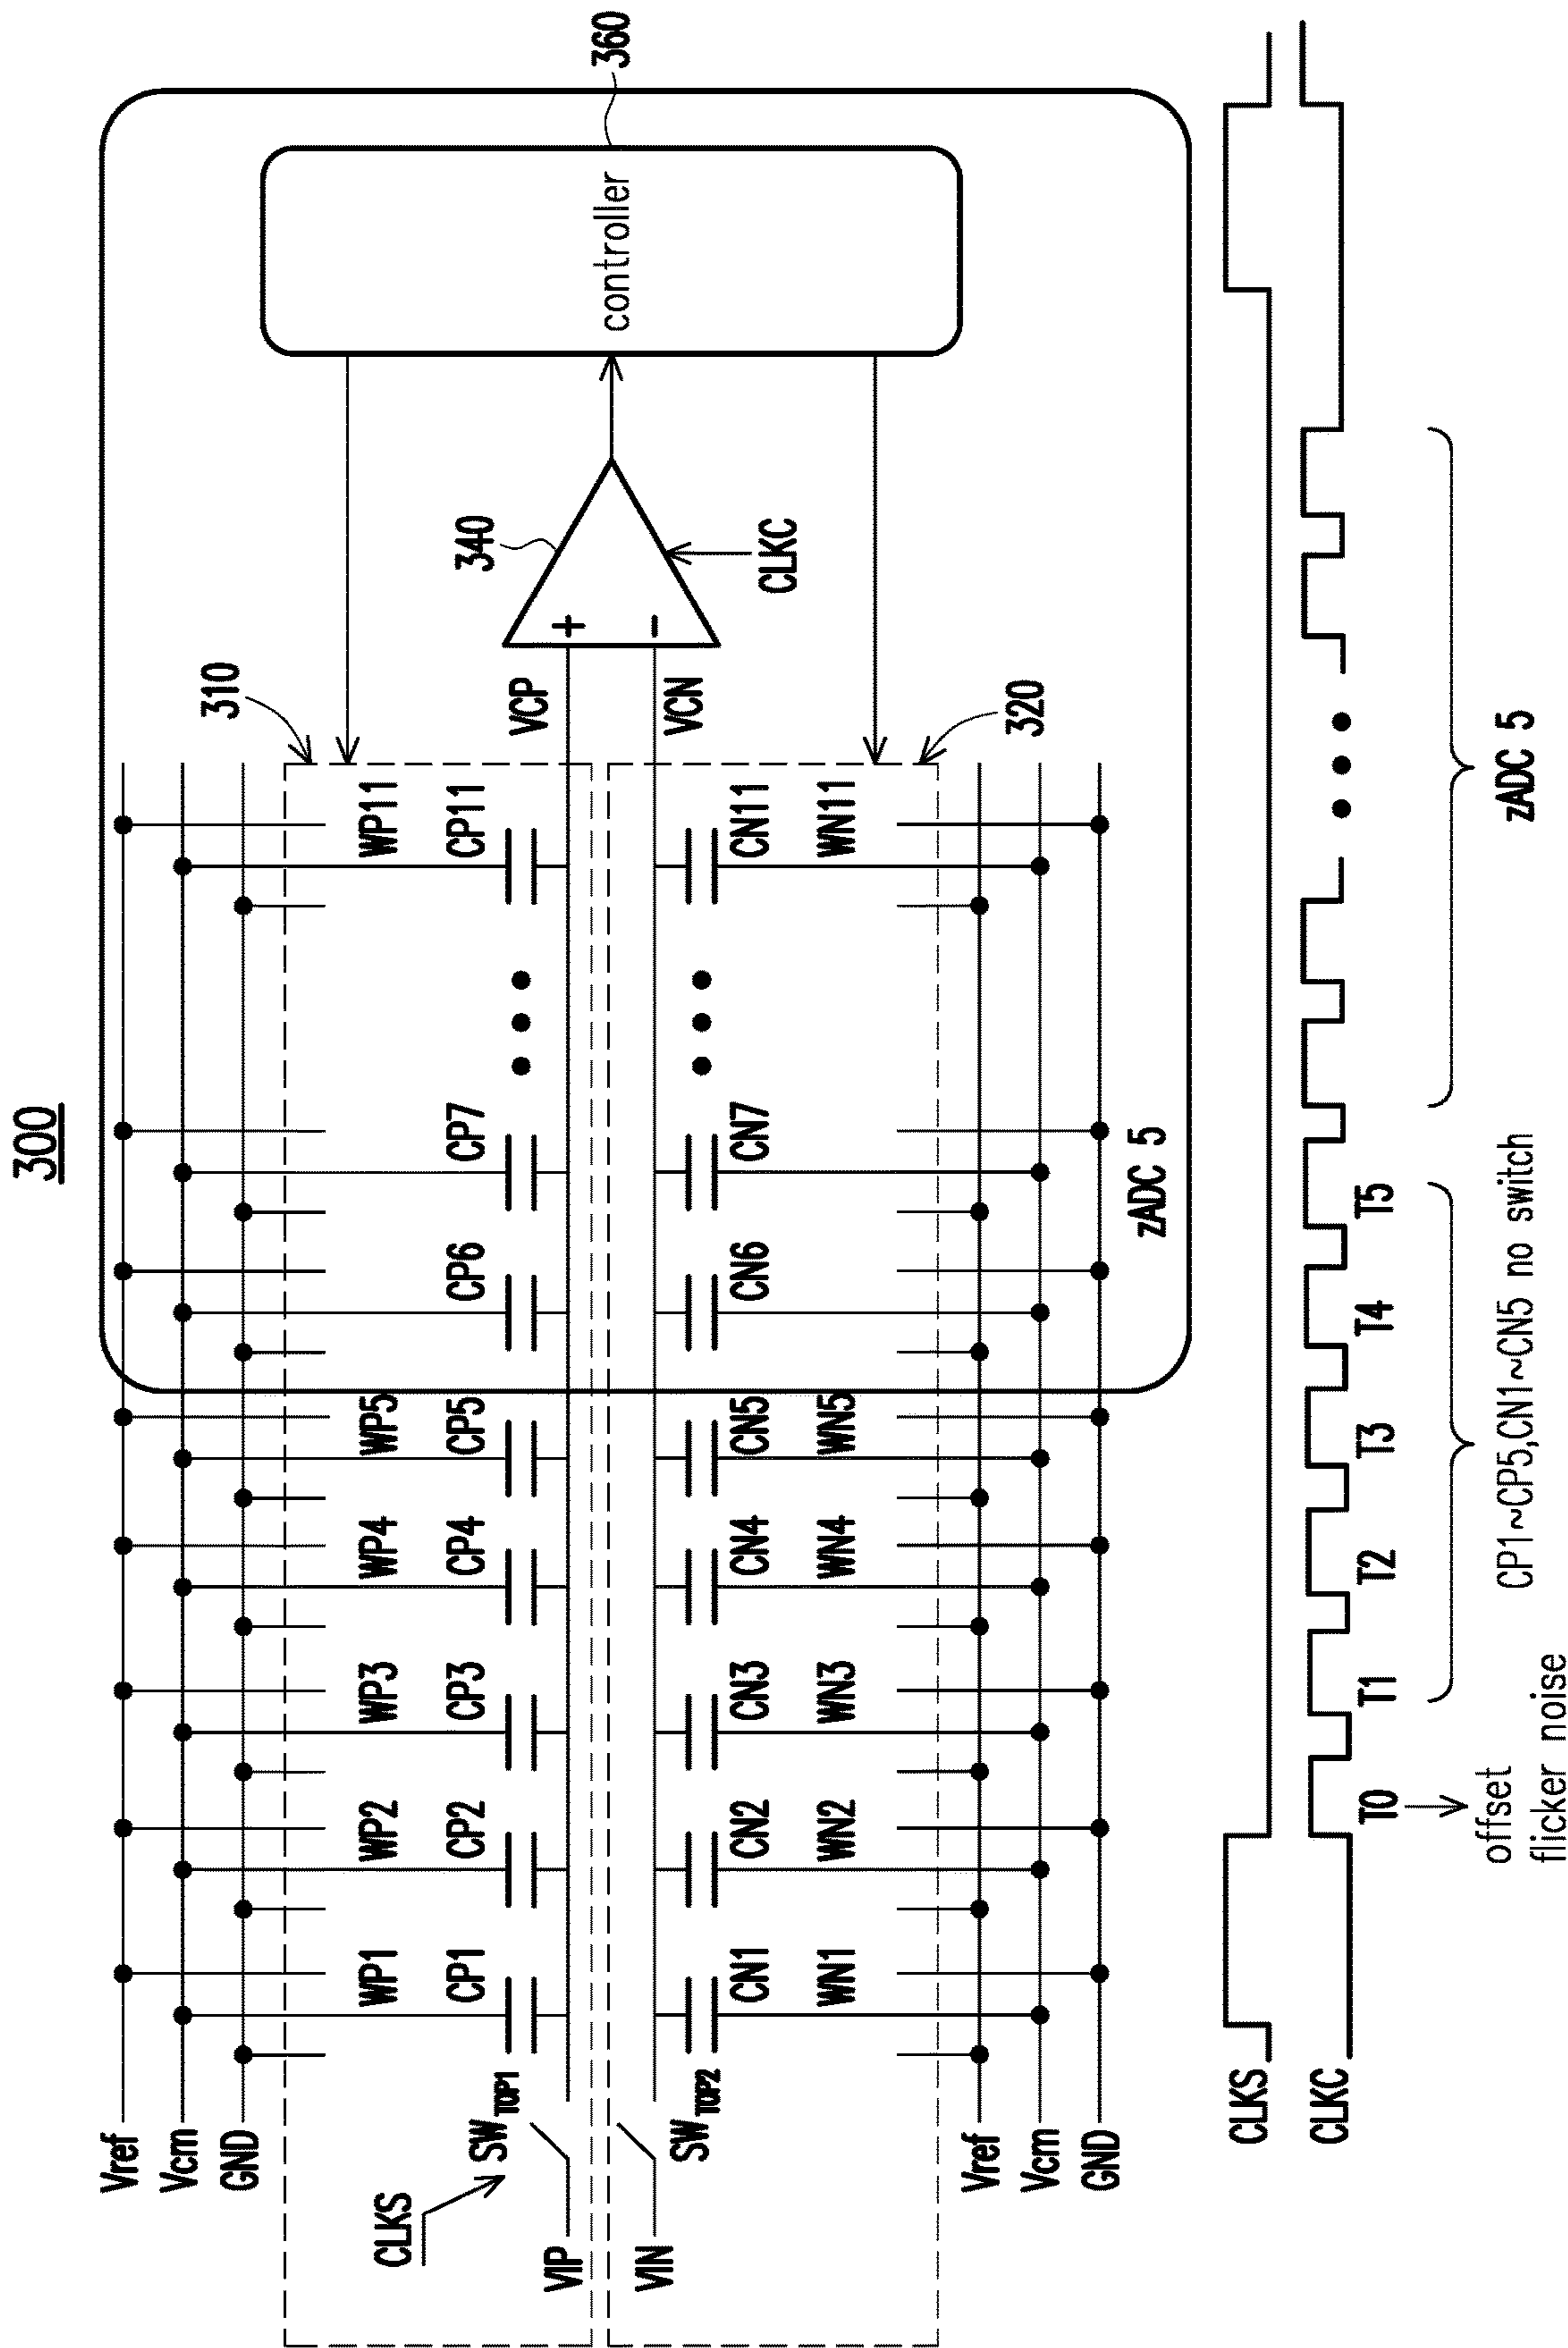 300
Vref
Vcm
GND
310
360
WP1 WP2 WP3 WP4 WP5 WP11
CP1 CP2 CP3 CP4 CP5 CP6 CP7 CP11
CLKS
SWTOP1
VIP
VCP
340
controller
VIN
VCN
SWTOP2
CN1 CN2 CN3 CN4 CN5 CN6 CN7 CN11
CLKC
WN1 WN2 WN3 WN4 WN5 WN11
Vref
Vcm
GND
320
zADC 5
CLKS
CLKC
T0 T1 T2 T3 T4 T5
offset
flicker noise
CP1~CP5,CN1~CN5 no switch
zADC 5
+
−